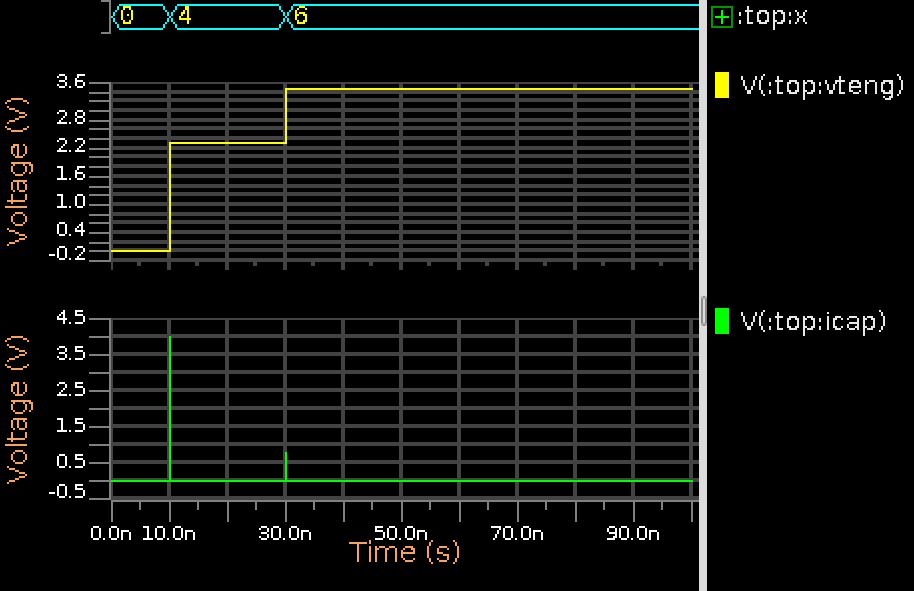 0 4 6
:top:x
Voltage (V)
3.6
2.8
2.2
1.6
1.0
0.4
-0.2
V(:top:vteng)
Voltage (V)
4.5
3.5
2.5
1.5
0.5
-0.5
V(:top:icap)
0.0n 10.0n 30.0n 50.0n 70.0n 90.0n
Time (s)